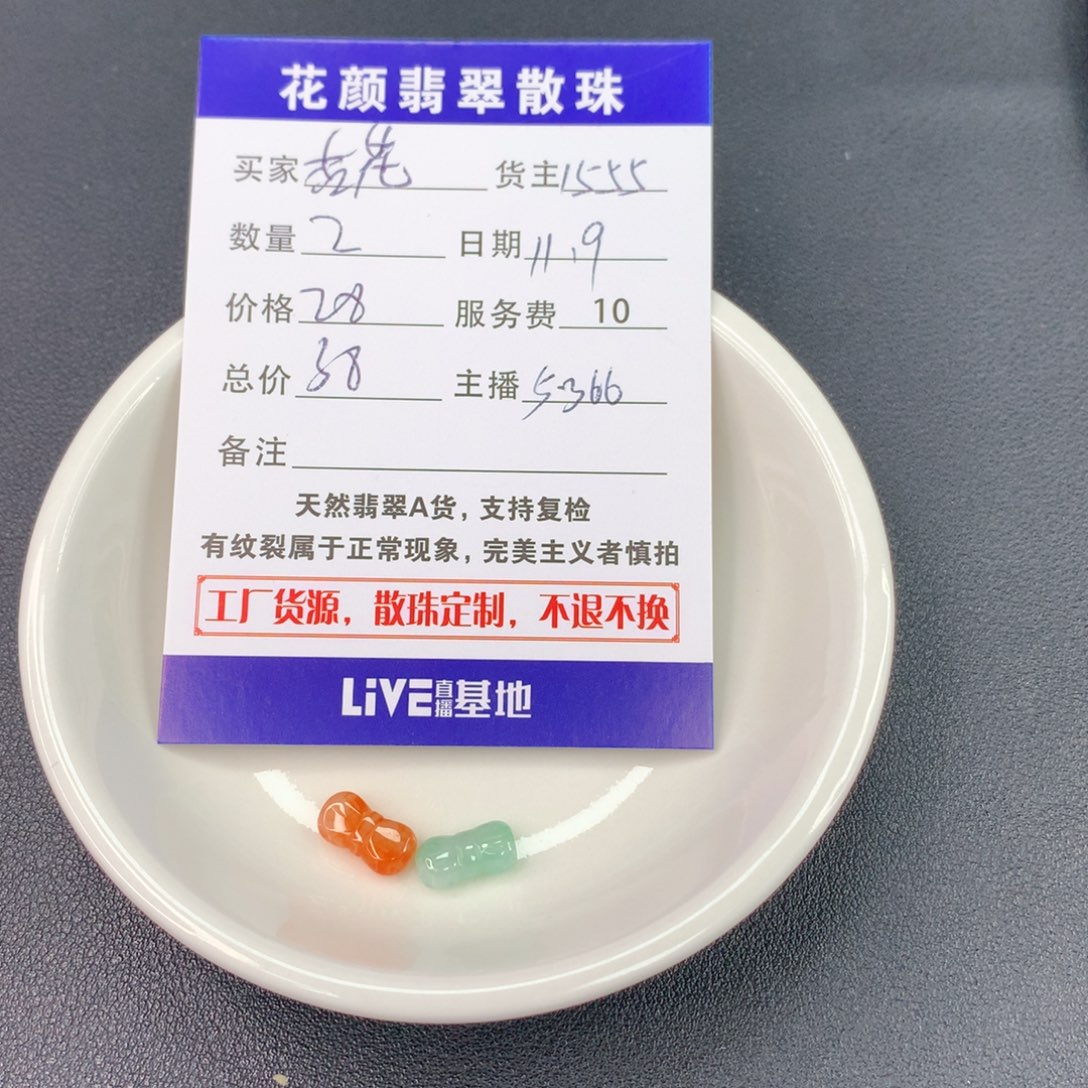 花颜翡翠散珠
买家 货主1555
数量2 日期11.9
价格28 服务费10
总价38 主播5366
备注
天然翡翠A货，支持复检
有纹裂属于正常现象，完美主义者慎拍
工厂货源，散珠定制，不退不换
LiVE直播基地